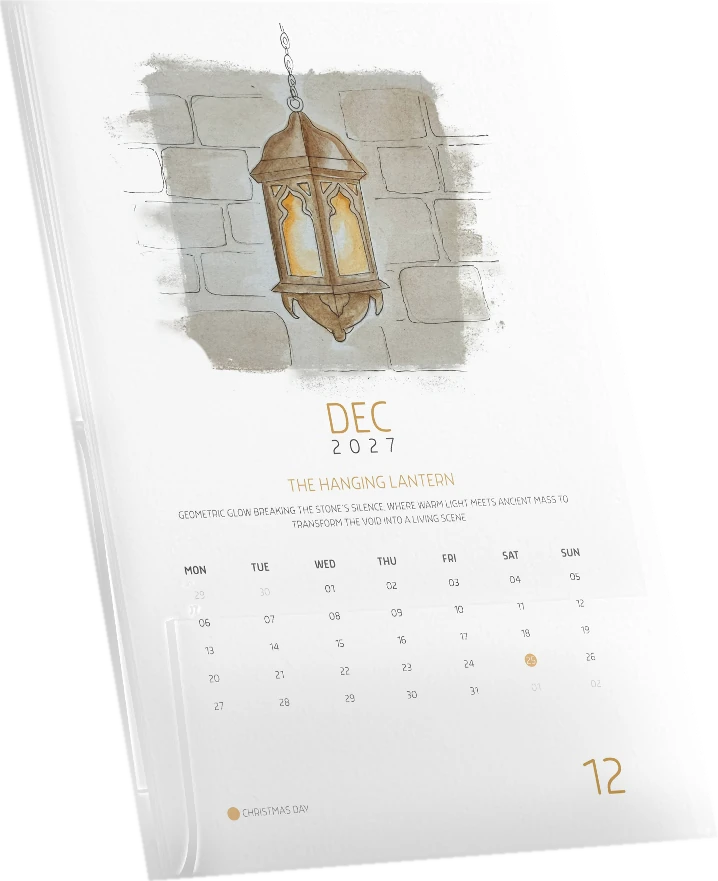 DEC
2027
THE HANGING LANTERN
GEOMETRIC GLOW BREAKING THE STONE'S SILENCE, WHERE WARM LIGHT MEETS ANCIENT MASS TO
TRANSFORM THE VOID INTO A LIVING SCENE
MON TUE WED THU FRI SAT SUN
29 30 01 02 03 04 05
06 07 08 09 10 11 12
13 14 15 16 17 18 19
20 21 22 23 24 25 26
27 28 29 30 31 01 02
12
CHRISTMAS DAY